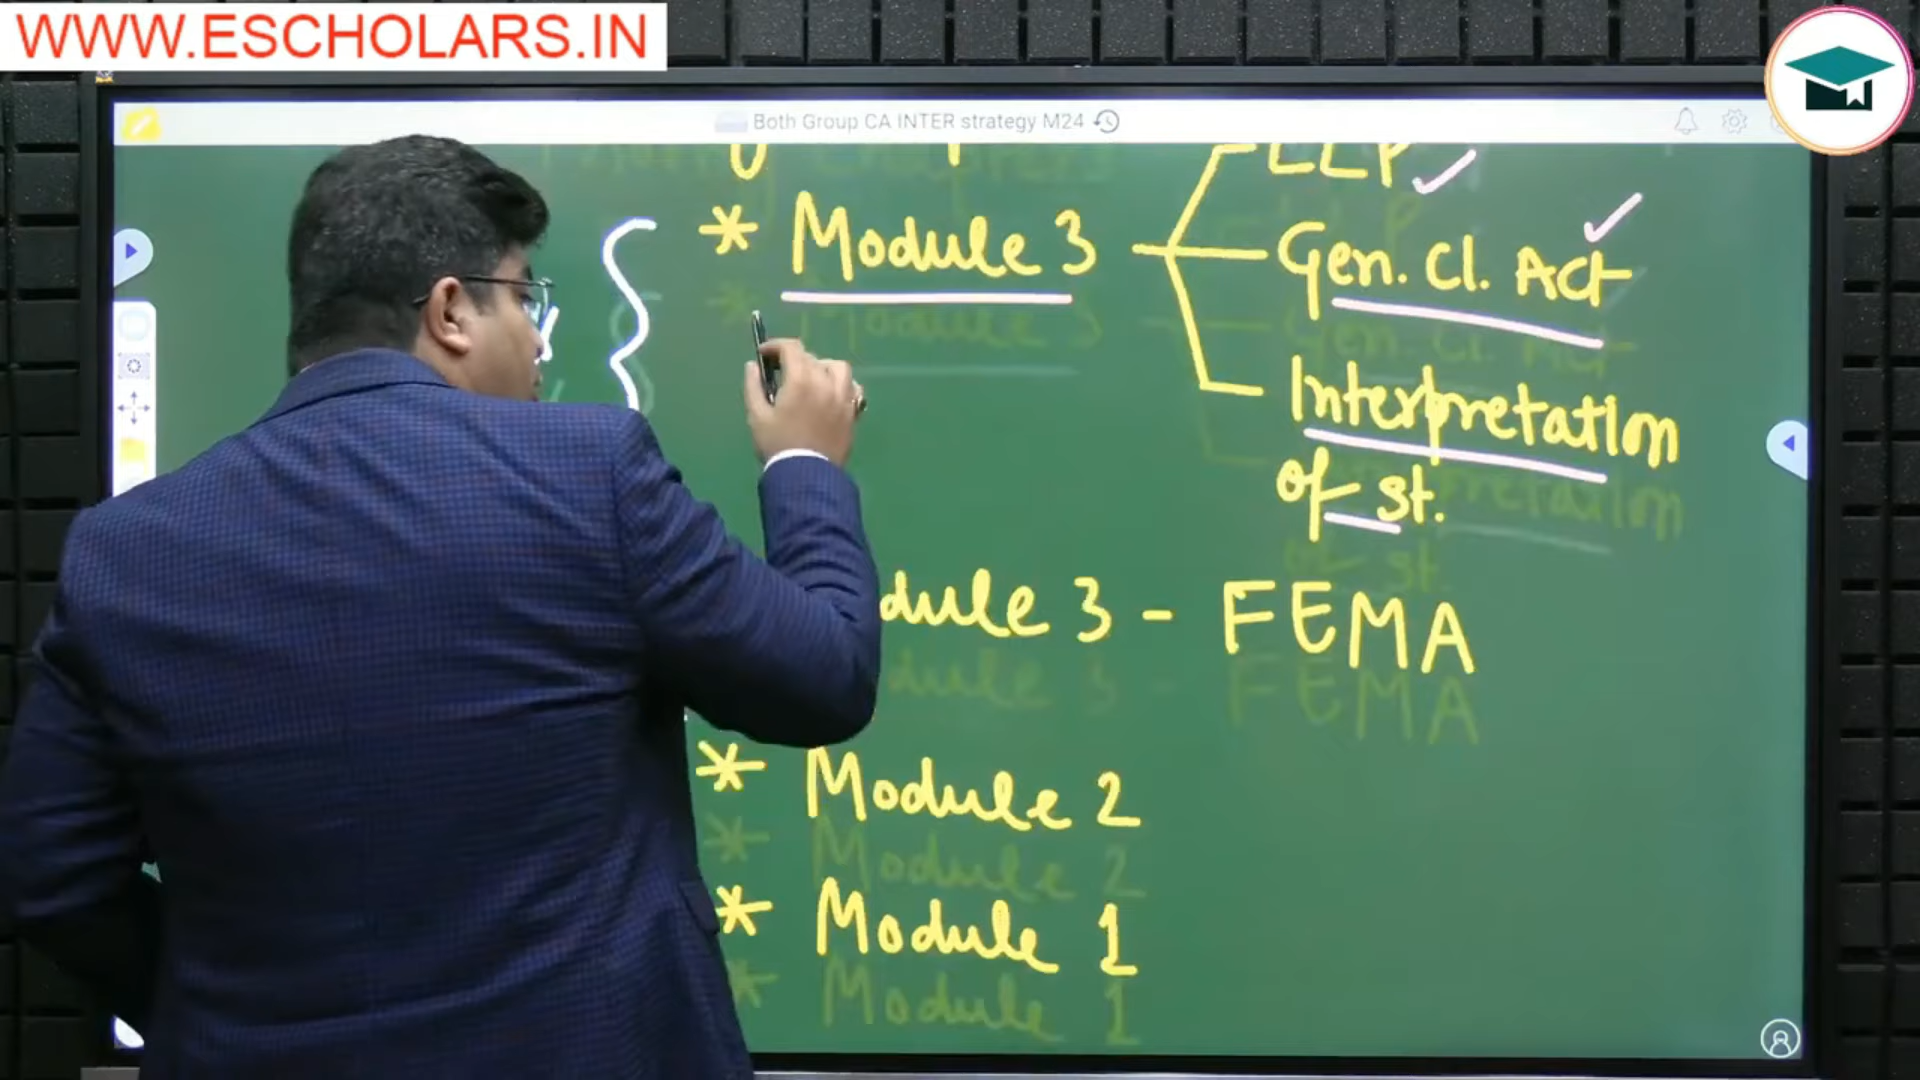 WWW.ESCHOLARS.IN
Both Group CA INTER strategy M24
LLP
* Module 3
Gen. Cl. Act
Interpretation
of st.
dule 3 - FEMA
* Module 2
* Module 1